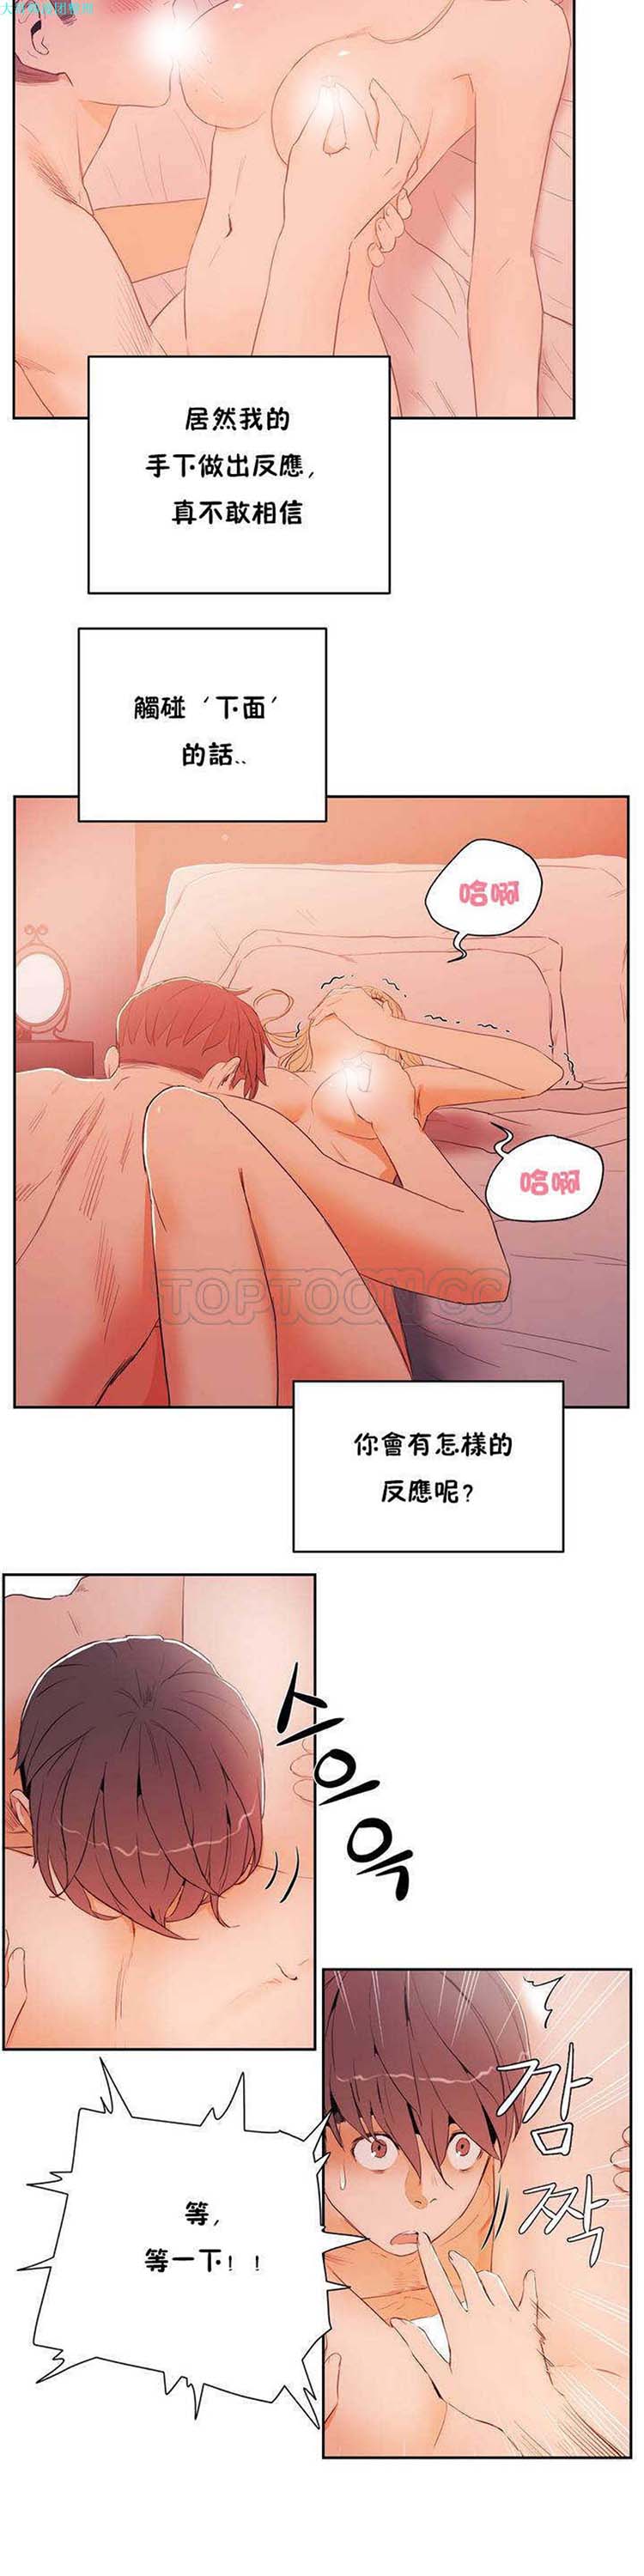 居然我的
手下做出反應,
真不敢相信
觸碰‘下面’
的話..
哈啊
哈啊
TOPTOON.CC
你會有怎樣的
反應呢?
스으윽
깜
짝
等,
等一下!!